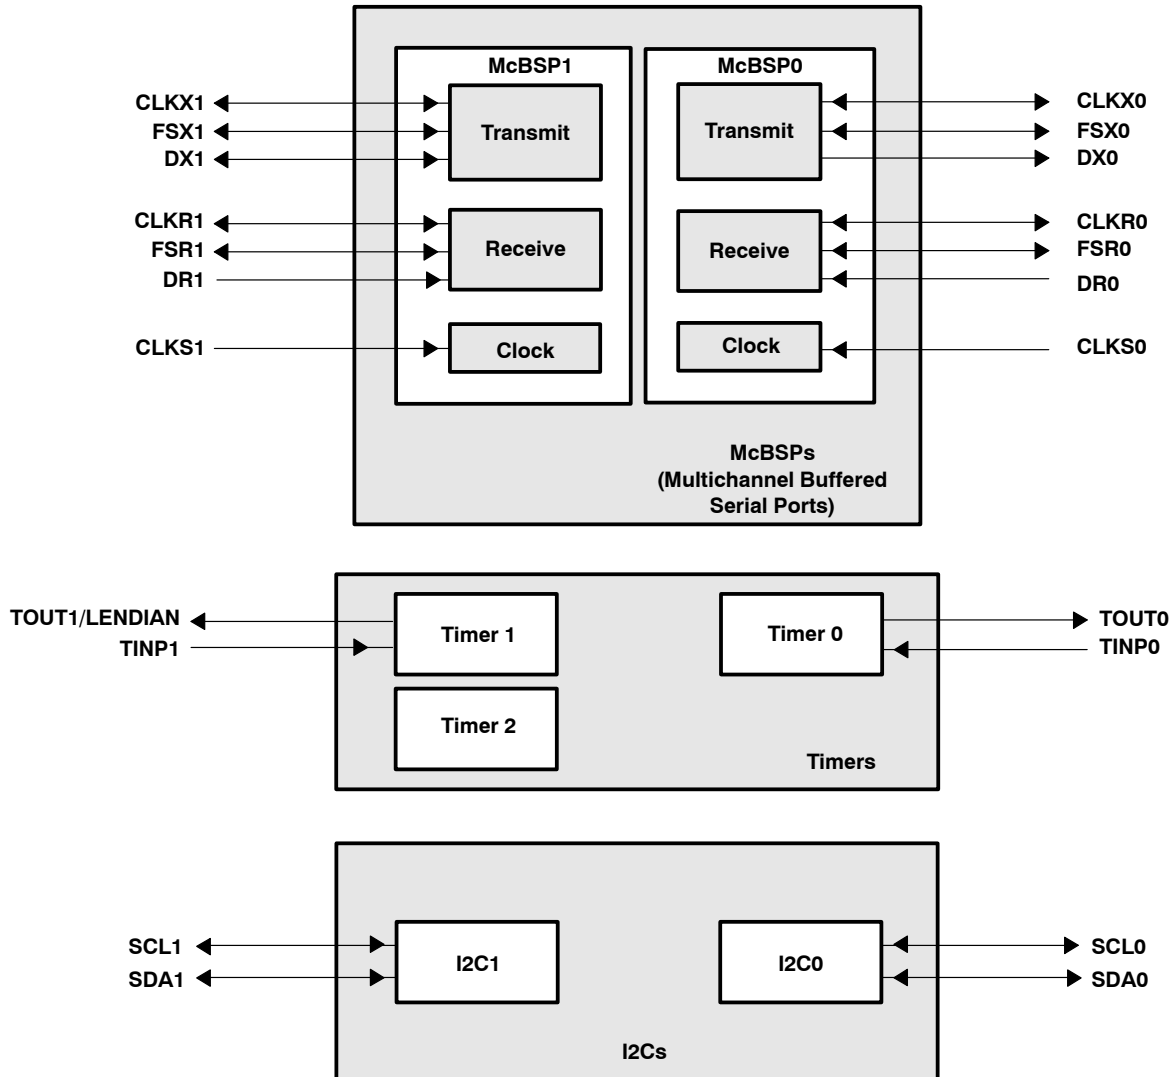 McBSP1
McBSP0
CLKX1
FSX1
DX1
Transmit
Transmit
CLKX0
FSX0
DX0
CLKR1
FSR1
DR1
Receive
Receive
CLKR0
FSR0
DR0
CLKS1
Clock
Clock
CLKS0
McBSPs
(Multichannel Buffered
Serial Ports)
TOUT1/LENDIAN
TINP1
Timer 1
Timer 0
TOUT0
TINP0
Timer 2
Timers
SCL1
SDA1
I2C1
I2C0
SCL0
SDA0
I2Cs